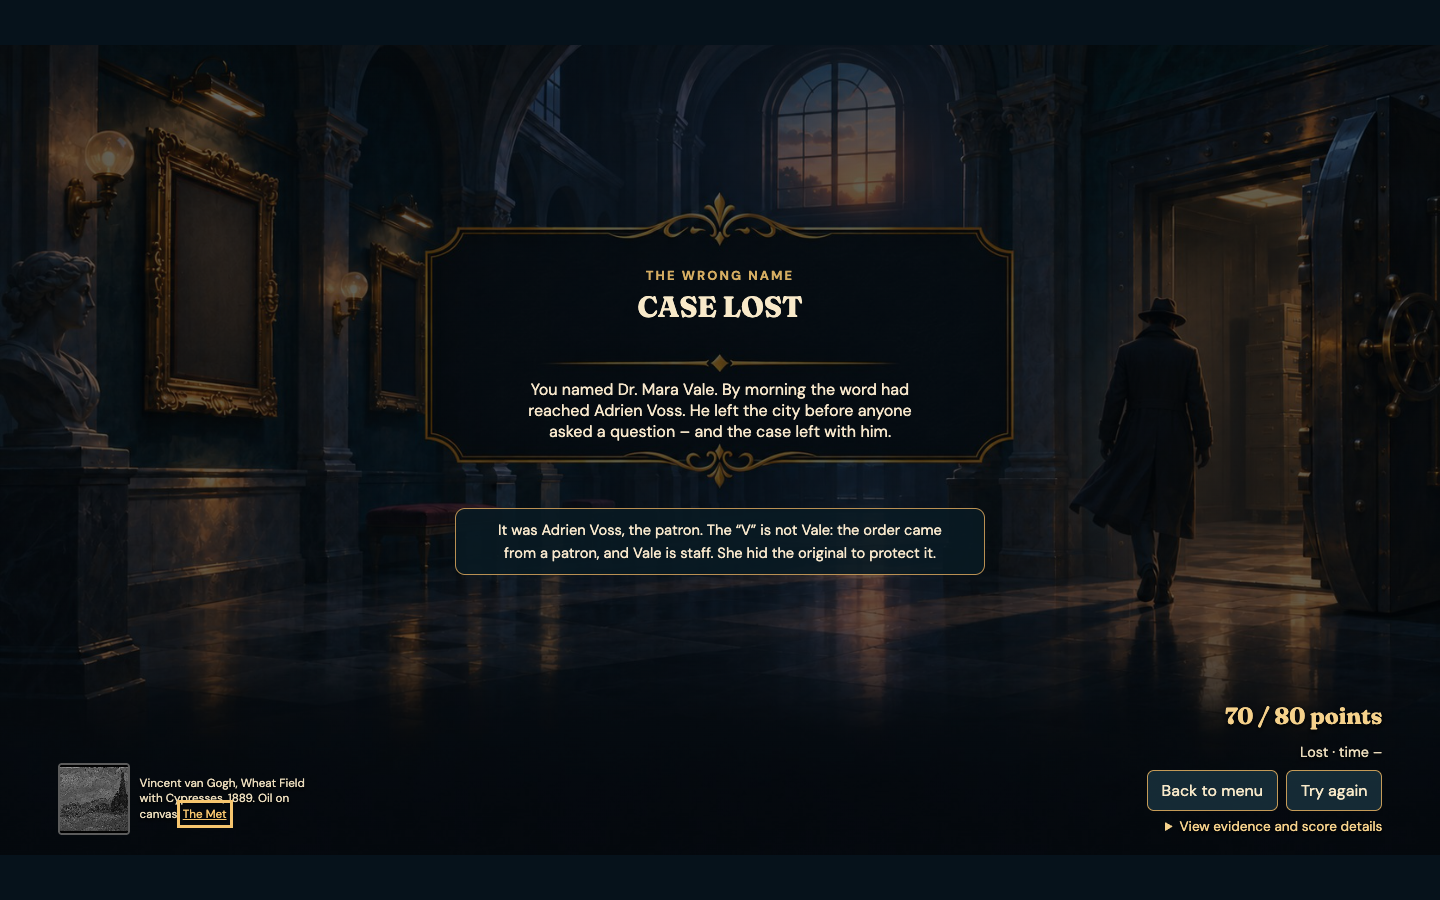 THE WRONG NAME
CASE LOST
You named Dr. Mara Vale. By morning the word had
reached Adrien Voss. He left the city before anyone
asked a question – and the case left with him.
It was Adrien Voss, the patron. The “V” is not Vale: the order came
from a patron, and Vale is staff. She hid the original to protect it.
70 / 80 points
Lost · time –
Back to menu
Try again
▶ View evidence and score details
Vincent van Gogh, Wheat Field
with Cypresses, 1889. Oil on
canvas The Met